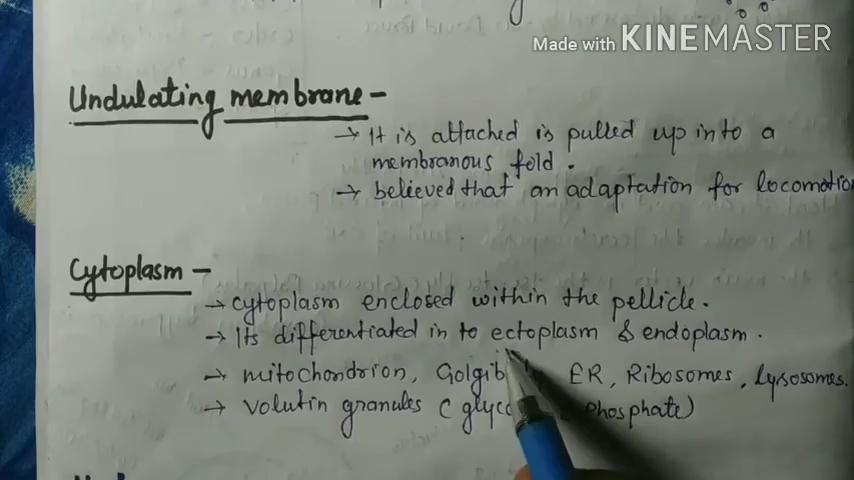 Made with KINEMASTER
Undulating membrane -
→ It is attached is pulled up into a
membranous fold.
→ believed that an adaptation for locomotion
Cytoplasm -
→ cytoplasm enclosed within the pellicle.
→ Its differentiated in to ectoplasm & endoplasm.
→ mitochondrion, ER, Ribosomes, Lysosomes.
→ Volutin granules ( phosphate)